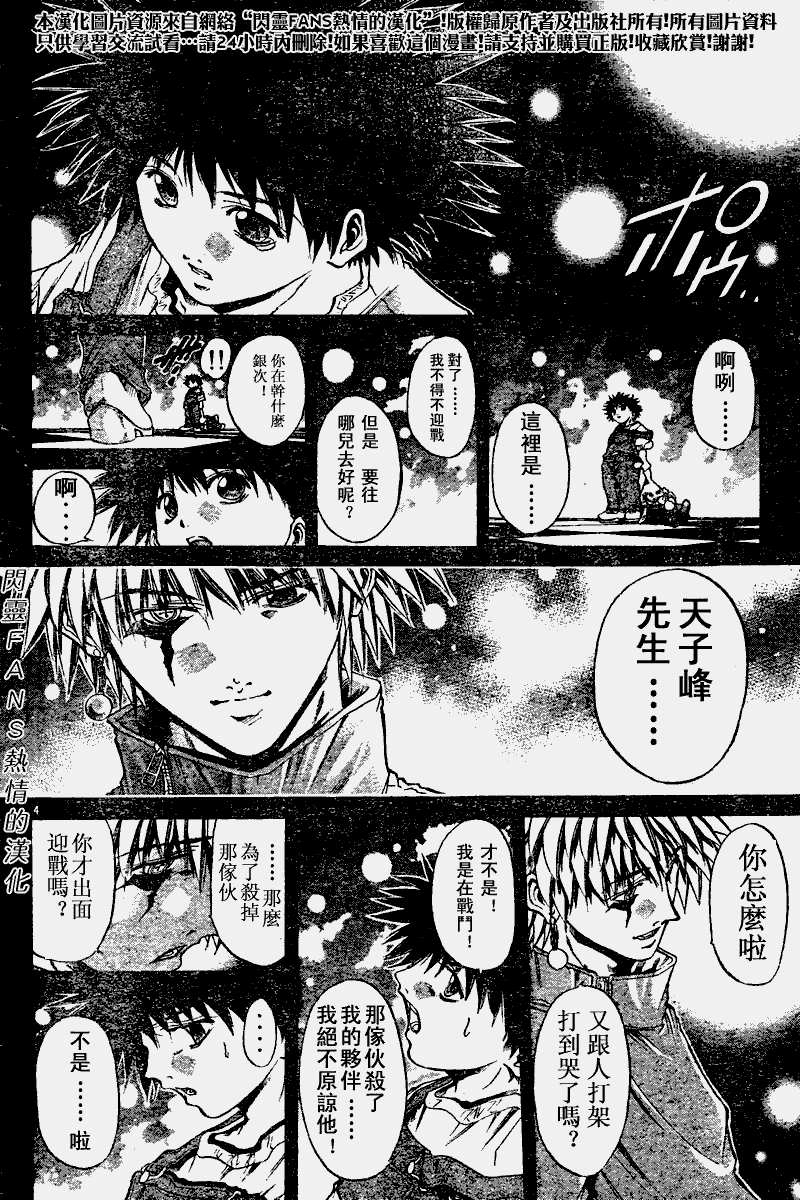 本漢化圖片資源來自網絡“閃靈FANS熱情的漢化”!版權歸原作者及出版社所有!所有圖片資料
只供學習交流試看…請24小時內刪除!如果喜歡這個漫畫!請支持並購買正版!收藏欣賞!謝謝!
ポウ‥
啊咧……
這裡是……
對了……
我不得不迎戰
但是 要往
哪兒去好呢?
你在幹什麼
銀次!
!!
啊……
天子峰
先生……
閃靈FANS熱情的漢化
4
你怎麼啦
又跟人打架
打到哭了嗎?
才不是!
我是在戰鬥!
那傢伙殺了
我的夥伴……
我絕不原諒他!
……那麼
為了殺掉
那傢伙
你才出面
迎戰嗎?
…
不是……啦